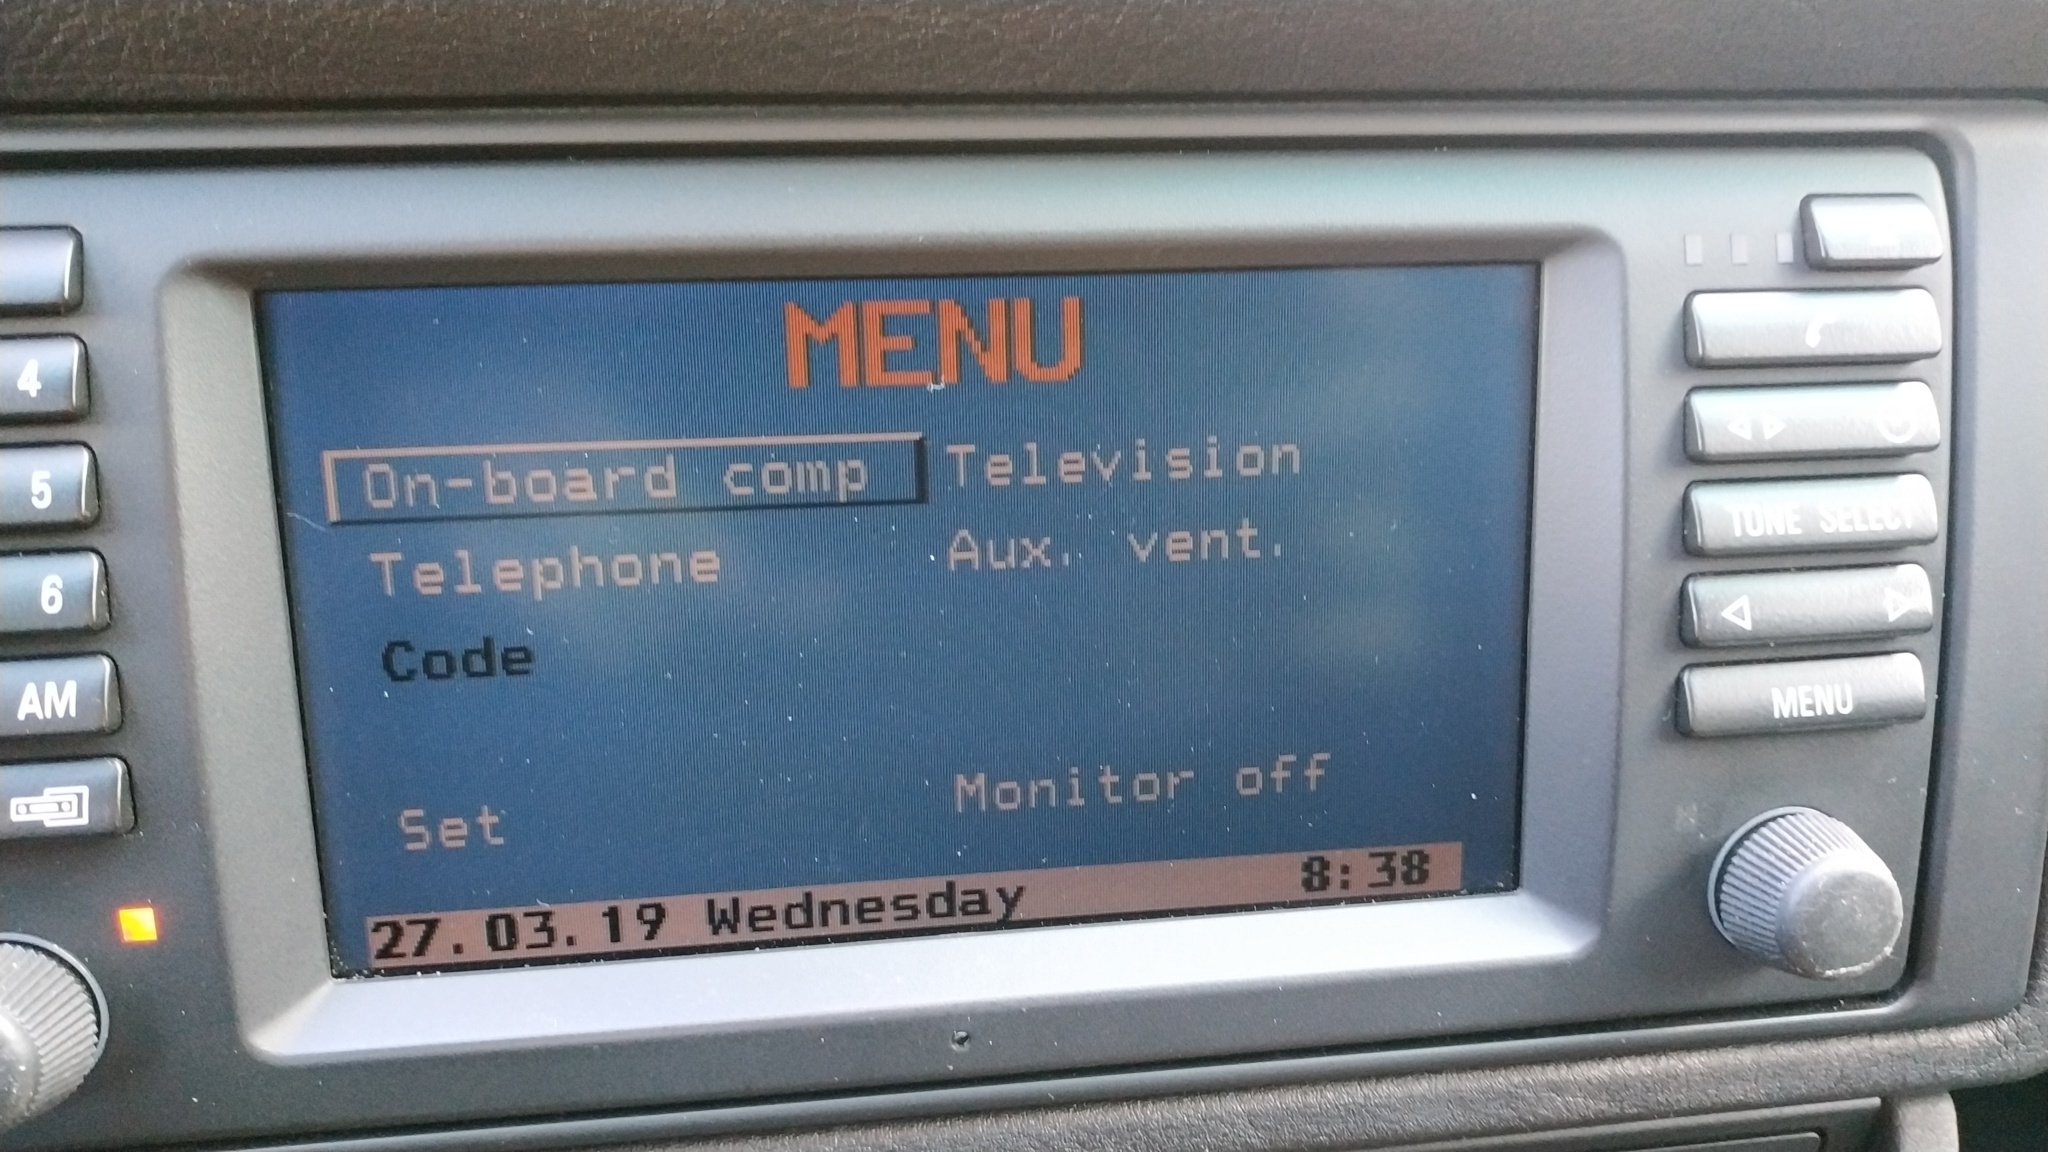 MENU
On-board comp
Television
Telephone
Aux. vent.
Code
Set
Monitor off
27.03.19 Wednesday
8:38
4
5
6
AM
TONE SELECT
MENU